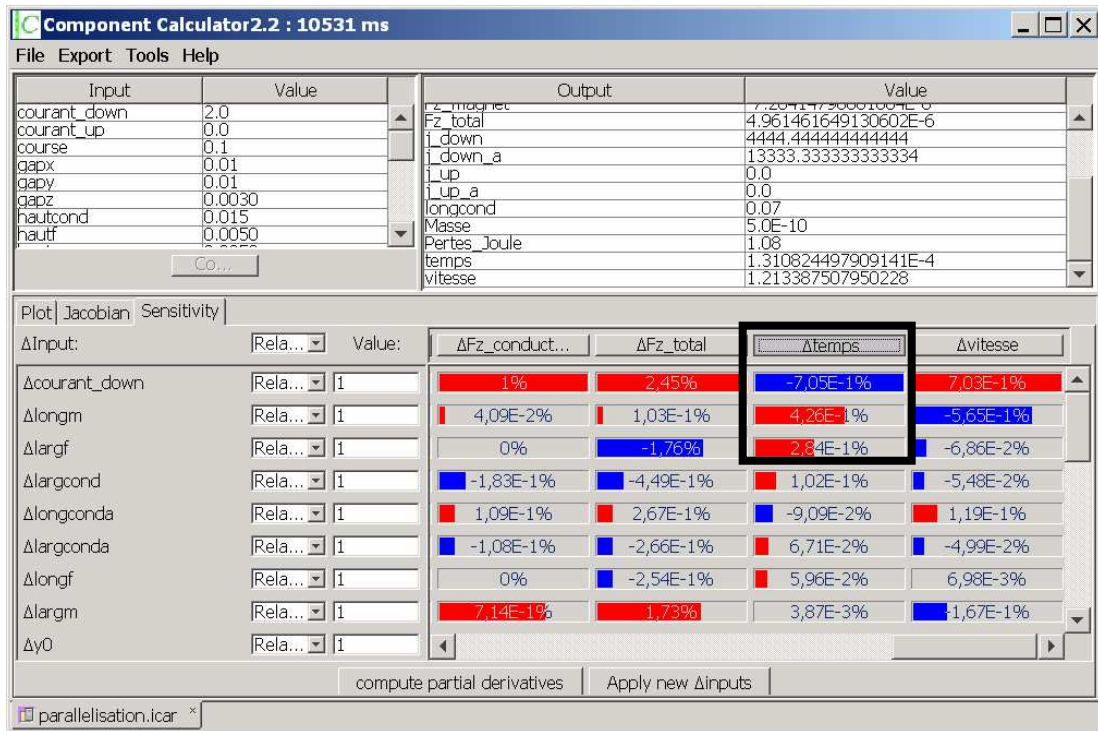 Component Calculator2.2 : 10531 ms
File Export Tools Help
Input Value
courant_down 2.0
courant_up 0.0
course 0.1
gapx 0.01
gapy 0.01
gapz 0.0030
hautcond 0.015
hautf 0.0050
Co...
Output Value
Fz_magnet
Fz_total 4.961461649130602E-6
j_down 4444.444444444444
j_down_a 13333.333333333334
j_up 0.0
j_up_a 0.0
longcond 0.07
Masse 5.0E-10
Pertes_Joule 1.08
temps 1.310824497909141E-4
vitesse 1.213387507950228
Plot Jacobian Sensitivity
ΔInput: Rela... Value: ΔFz_conduct... ΔFz_total Δtemps Δvitesse
Δcourant_down Rela... 1 1% 2,45% -7,05E-1% 7,03E-1%
Δlongm Rela... 1 4,09E-2% 1,03E-1% 4,26E-1% -5,65E-1%
Δlargf Rela... 1 0% -1,76% 2,84E-1% -6,86E-2%
Δlargcond Rela... 1 -1,83E-1% -4,49E-1% 1,02E-1% -5,48E-2%
Δlongconda Rela... 1 1,09E-1% 2,67E-1% -9,09E-2% 1,19E-1%
Δlargconda Rela... 1 -1,08E-1% -2,66E-1% 6,71E-2% -4,99E-2%
Δlongf Rela... 1 0% -2,54E-1% 5,96E-2% 6,98E-3%
Δlargm Rela... 1 7,14E-1% 1,73% 3,87E-3% -1,67E-1%
Δy0 Rela... 1
compute partial derivatives Apply new Δinputs
parallelisation.icar